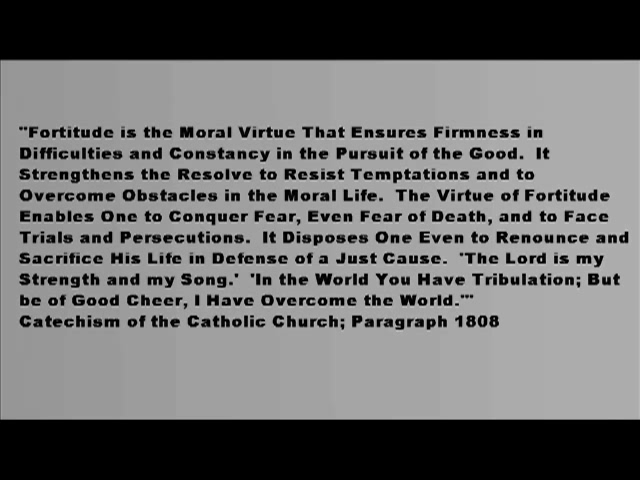 "Fortitude is the Moral Virtue That Ensures Firmness in
Difficulties and Constancy in the Pursuit of the Good.  It
Strengthens the Resolve to Resist Temptations and to
Overcome Obstacles in the Moral Life.  The Virtue of Fortitude
Enables One to Conquer Fear, Even Fear of Death, and to Face
Trials and Persecutions.  It Disposes One Even to Renounce and
Sacrifice His Life in Defense of a Just Cause.  'The Lord is my
Strength and my Song.'  'In the World You Have Tribulation; But
be of Good Cheer, I Have Overcome the World.'"
Catechism of the Catholic Church; Paragraph 1808